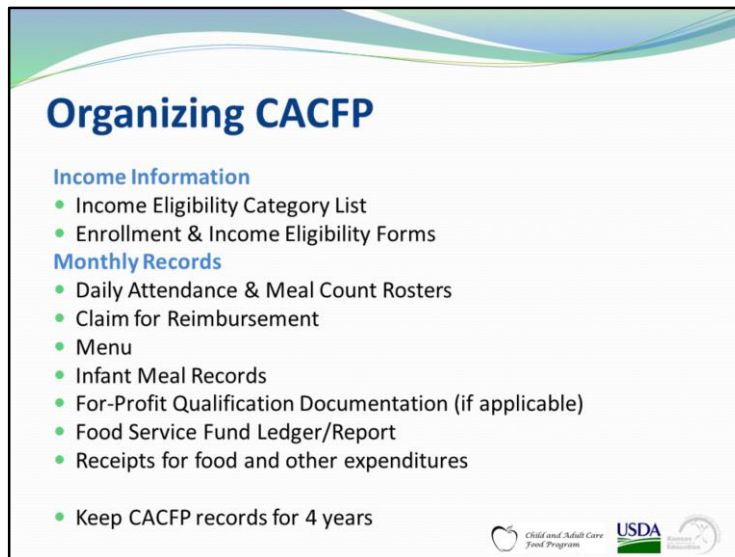 Organizing CACFP
Income Information
• Income Eligibility Category List
• Enrollment & Income Eligibility Forms
Monthly Records
• Daily Attendance & Meal Count Rosters
• Claim for Reimbursement
• Menu
• Infant Meal Records
• For-Profit Qualification Documentation (if applicable)
• Food Service Fund Ledger/Report
• Receipts for food and other expenditures
• Keep CACFP records for 4 years
Child and Adult Care
Food Program
USDA
Education